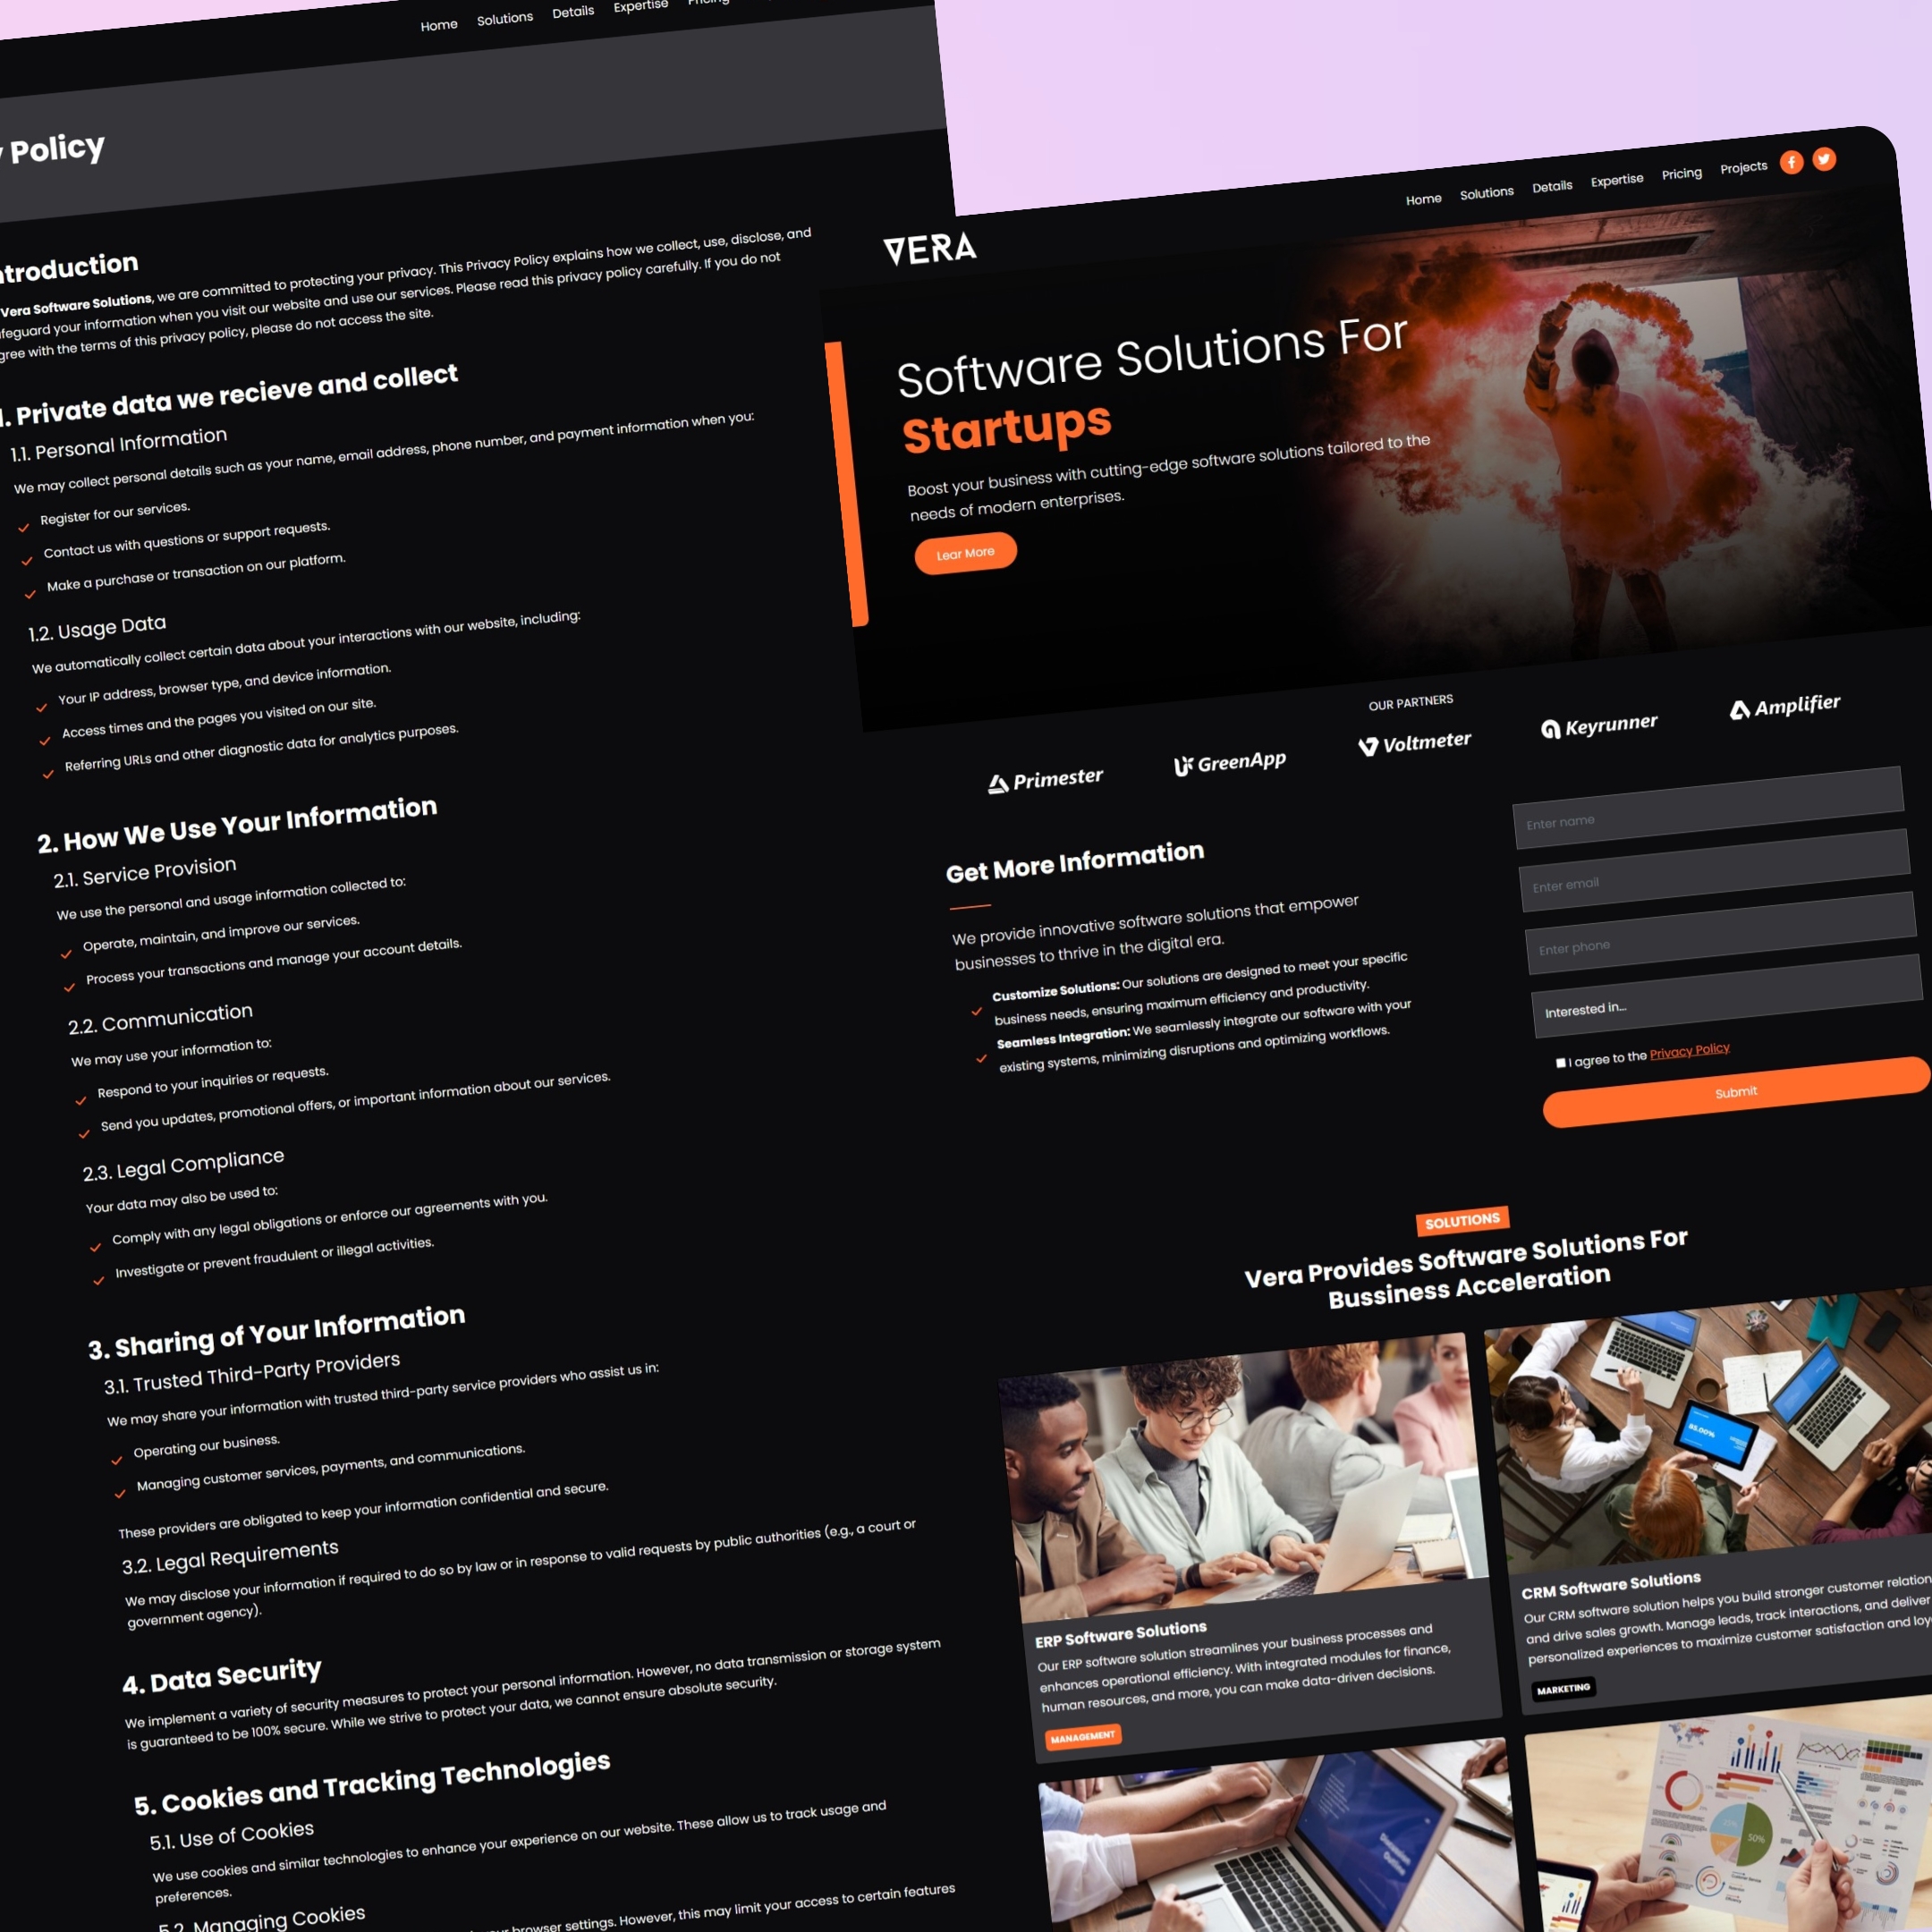 Home Solutions Details Expertise
Policy
Introduction
Vera Software Solutions, we are committed to protecting your privacy. This Privacy Policy explains how we collect, use, disclose, and
safeguard your information when you visit our website and use our services. Please read this privacy policy carefully. If you do not
agree with the terms of this privacy policy, please do not access the site.
1. Private data we recieve and collect
1.1. Personal Information
We may collect personal details such as your name, email address, phone number, and payment information when you:
Register for our services.
Contact us with questions or support requests.
Make a purchase or transaction on our platform.
1.2. Usage Data
We automatically collect certain data about your interactions with our website, including:
Your IP address, browser type, and device information.
Access times and the pages you visited on our site.
Referring URLs and other diagnostic data for analytics purposes.
2. How We Use Your Information
2.1. Service Provision
We use the personal and usage information collected to:
Operate, maintain, and improve our services.
Process your transactions and manage your account details.
2.2. Communication
We may use your information to:
Respond to your inquiries or requests.
Send you updates, promotional offers, or important information about our services.
2.3. Legal Compliance
Your data may also be used to:
Comply with any legal obligations or enforce our agreements with you.
Investigate or prevent fraudulent or illegal activities.
3. Sharing of Your Information
3.1. Trusted Third-Party Providers
We may share your information with trusted third-party service providers who assist us in:
Operating our business.
Managing customer services, payments, and communications.
These providers are obligated to keep your information confidential and secure.
3.2. Legal Requirements
We may disclose your information if required to do so by law or in response to valid requests by public authorities (e.g., a court or
government agency).
4. Data Security
We implement a variety of security measures to protect your personal information. However, no data transmission or storage system
is guaranteed to be 100% secure. While we strive to protect your data, we cannot ensure absolute security.
5. Cookies and Tracking Technologies
5.1. Use of Cookies
We use cookies and similar technologies to enhance your experience on our website. These allow us to track usage and
preferences.
5.2. Managing Cookies
browser settings. However, this may limit your access to certain features
VERA
Home Solutions Details Expertise Pricing Projects
Software Solutions For
Startups
Boost your business with cutting-edge software solutions tailored to the
needs of modern enterprises.
Lear More
OUR PARTNERS
Primester GreenApp Voltmeter Keyrunner Amplifier
Get More Information
We provide innovative software solutions that empower
businesses to thrive in the digital era.
Customize Solutions: Our solutions are designed to meet your specific
business needs, ensuring maximum efficiency and productivity.
Seamless Integration: We seamlessly integrate our software with your
existing systems, minimizing disruptions and optimizing workflows.
Enter name
Enter email
Enter phone
Interested in...
I agree to the Privacy Policy
Submit
SOLUTIONS
Vera Provides Software Solutions For
Bussiness Acceleration
ERP Software Solutions
Our ERP software solution streamlines your business processes and
enhances operational efficiency. With integrated modules for finance,
human resources, and more, you can make data-driven decisions.
MANAGEMENT
85.00%
CRM Software Solutions
Our CRM software solution helps you build stronger customer relation
and drive sales growth. Manage leads, track interactions, and deliver
personalized experiences to maximize customer satisfaction and loy
MARKETING
50%